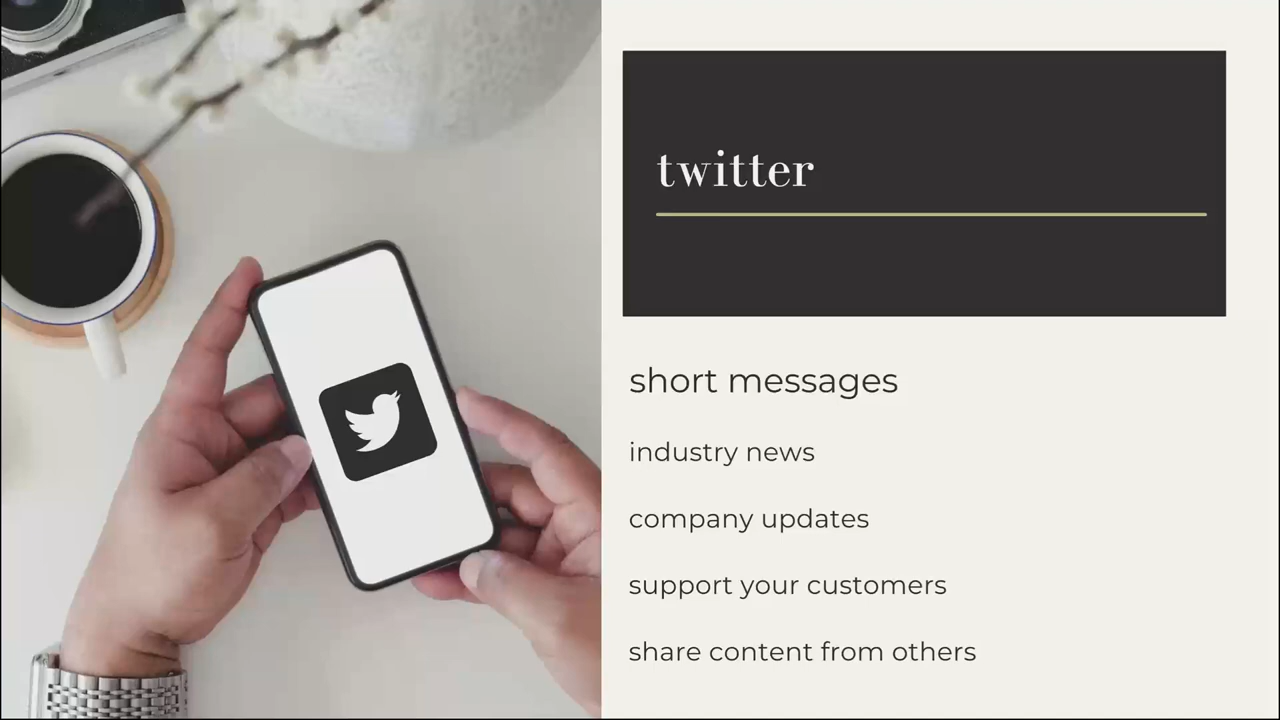 twitter
short messages
industry news
company updates
support your customers
share content from others